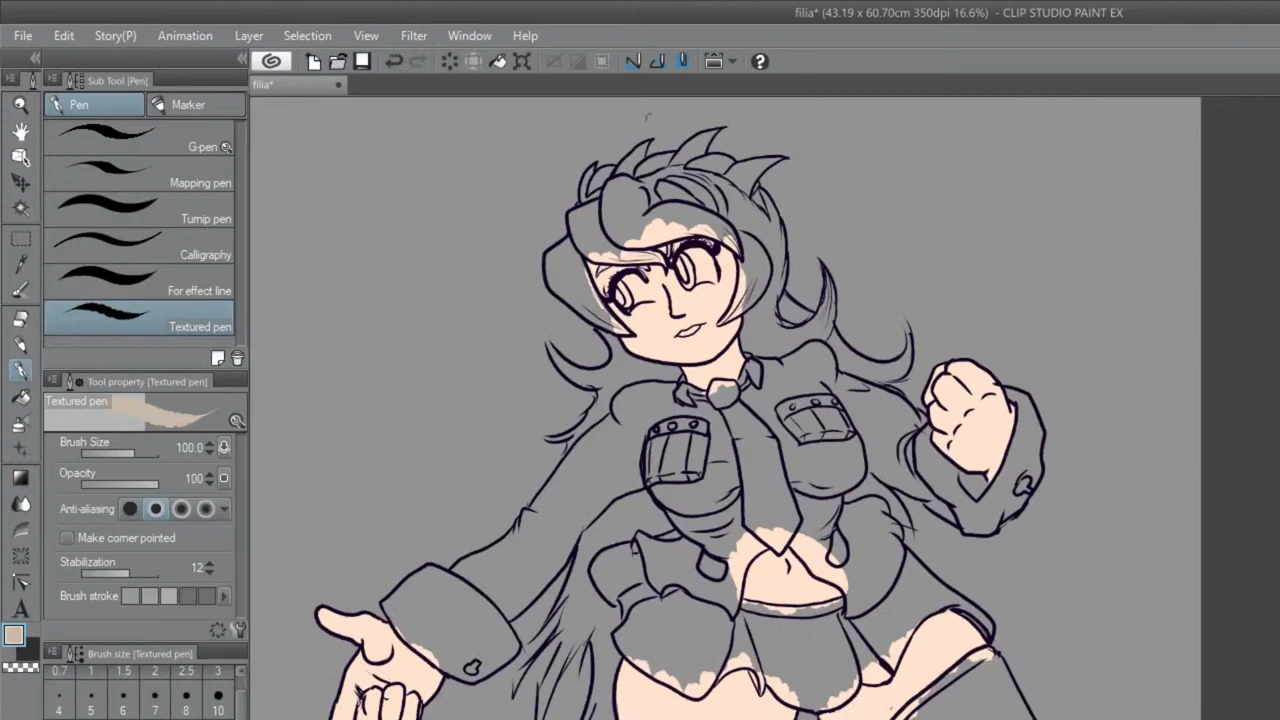 filia* (43.19 x 60.70cm 350dpi 16.6%)  - CLIP STUDIO PAINT EX
File Edit Story(P) Animation Layer Selection Filter View Window Help
filia*
Sub Tool [Pen]
Pen Marker
G-pen
Mapping pen
Turnip pen
Calligraphy
For effect line
Textured pen
Tool property [Textured pen]
Textured pen
Brush Size 100.0
Opacity 100
Anti-aliasing
Make corner pointed
Stabilization 12
Brush stroke
Brush size [Textured pen]
0.7 1 1.5 2 2.5 3
4 5 6 7 8 10